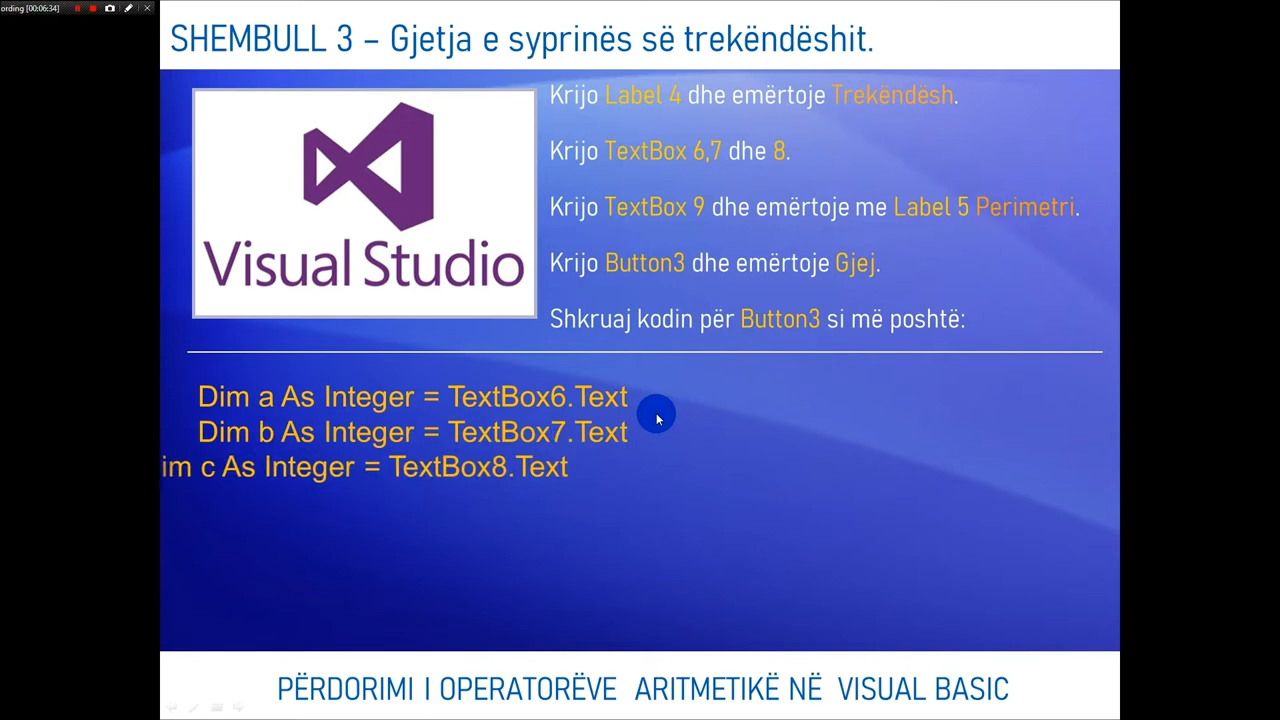 ording [00:06:34]
SHEMBULL 3 – Gjetja e syprinës së trekëndëshit.
Visual Studio
Krijo Label 4 dhe emërtoje Trekëndësh.
Krijo TextBox 6,7 dhe 8.
Krijo TextBox 9 dhe emërtoje me Label 5 Perimetri.
Krijo Button3 dhe emërtoje Gjej.
Shkruaj kodin për Button3 si më poshtë:
Dim a As Integer = TextBox6.Text
Dim b As Integer = TextBox7.Text
im c As Integer = TextBox8.Text
PËRDORIMI I OPERATORËVE ARITMETIKË NË VISUAL BASIC